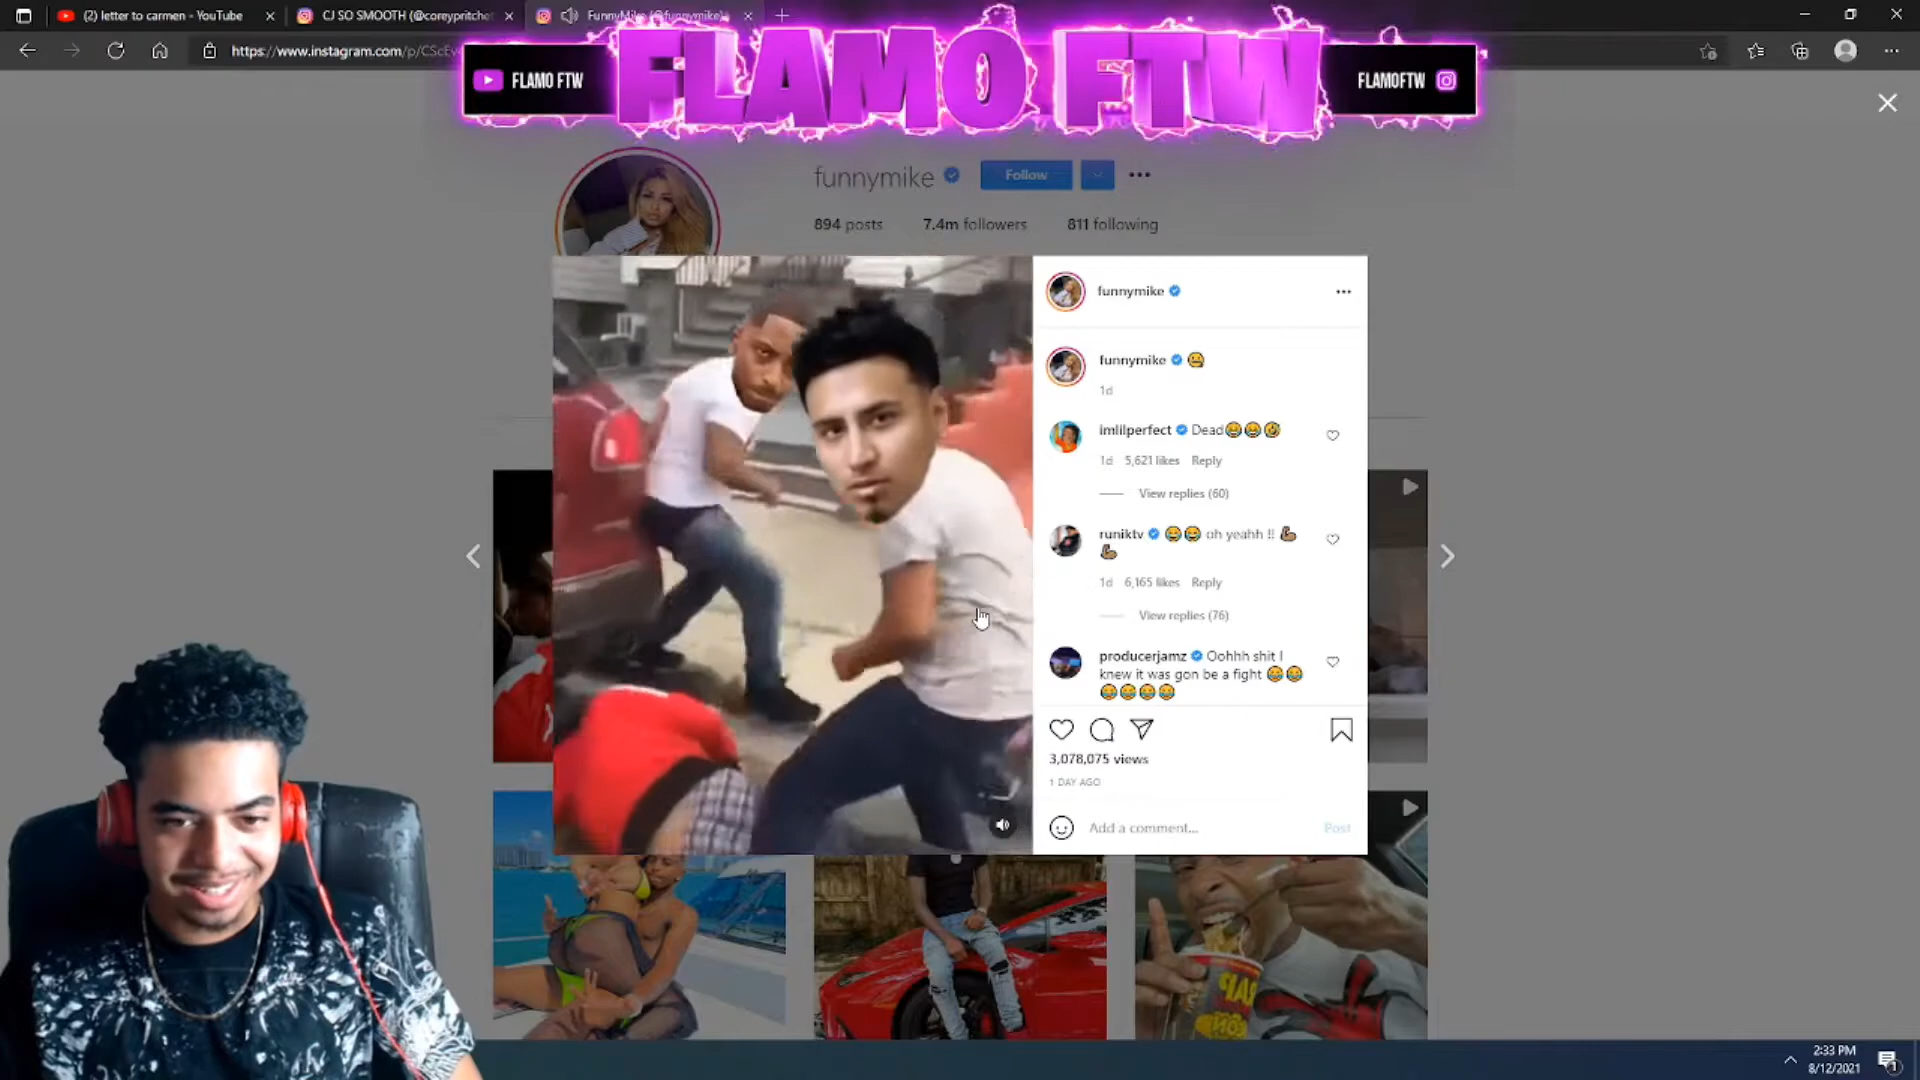 (2) letter to carmen - YouTube
CJ SO SMOOTH (@coreypritchet
https://www.instagram.com/p/
FLAMO FTW
FLAMO FTW
FLAMOFTW
funnymike
Follow
894 posts 7.4m followers 811 following
funnymike
funnymike
1d
imlilperfect Dead😂😂🤣
1d 5,621 likes Reply
View replies (60)
runiktv 😂😂 oh yeahh !! 💪🏾
💪🏾
1d 6,165 likes Reply
View replies (76)
producerjamz Oohhh shit I
knew it was gon be a fight 😂😂
😂😂😂😂
3,078,075 views
1 DAY AGO
Add a comment... Post
2:33 PM
8/12/2021